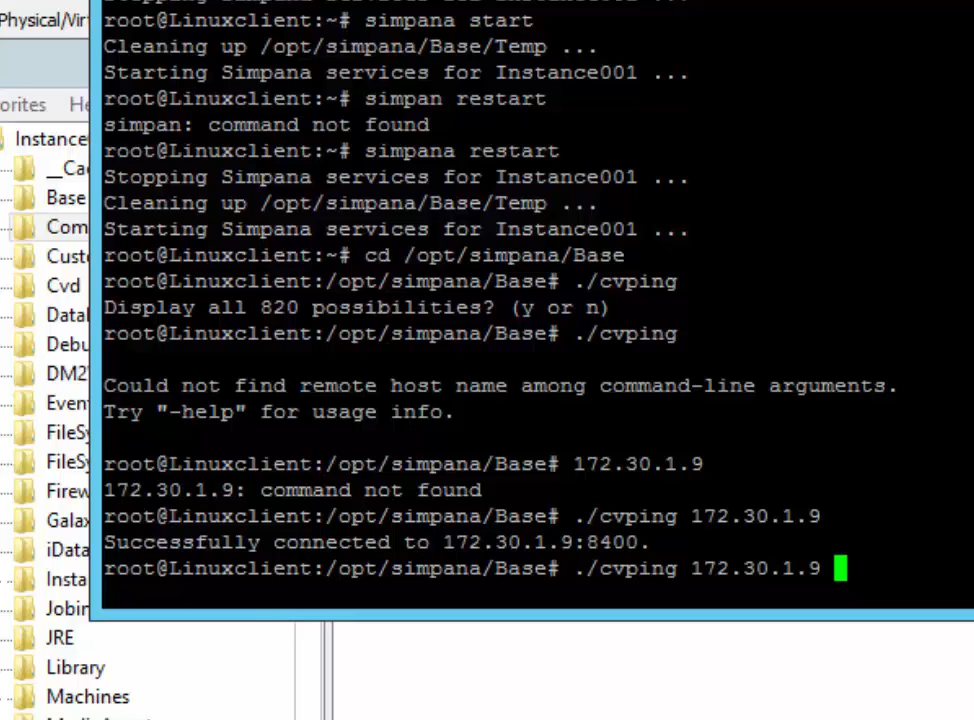 Physical/Vir
orites
He
Instance
__Ca
Base
Com
Cust
Cvd
Datal
Debu
DM2
Even
FileSy
FileSy
Firew
Galax
iData
Insta
Jobin
JRE
Library
Machines
root@Linuxclient:~# simpana start
Cleaning up /opt/simpana/Base/Temp ...
Starting Simpana services for Instance001 ...
root@Linuxclient:~# simpan restart
simpan: command not found
root@Linuxclient:~# simpana restart
Stopping Simpana services for Instance001 ...
Cleaning up /opt/simpana/Base/Temp ...
Starting Simpana services for Instance001 ...
root@Linuxclient:~# cd /opt/simpana/Base
root@Linuxclient:/opt/simpana/Base# ./cvping
Display all 820 possibilities? (y or n)
root@Linuxclient:/opt/simpana/Base# ./cvping
Could not find remote host name among command-line arguments.
Try "-help" for usage info.
root@Linuxclient:/opt/simpana/Base# 172.30.1.9
172.30.1.9: command not found
root@Linuxclient:/opt/simpana/Base# ./cvping 172.30.1.9
Successfully connected to 172.30.1.9:8400.
root@Linuxclient:/opt/simpana/Base# ./cvping 172.30.1.9